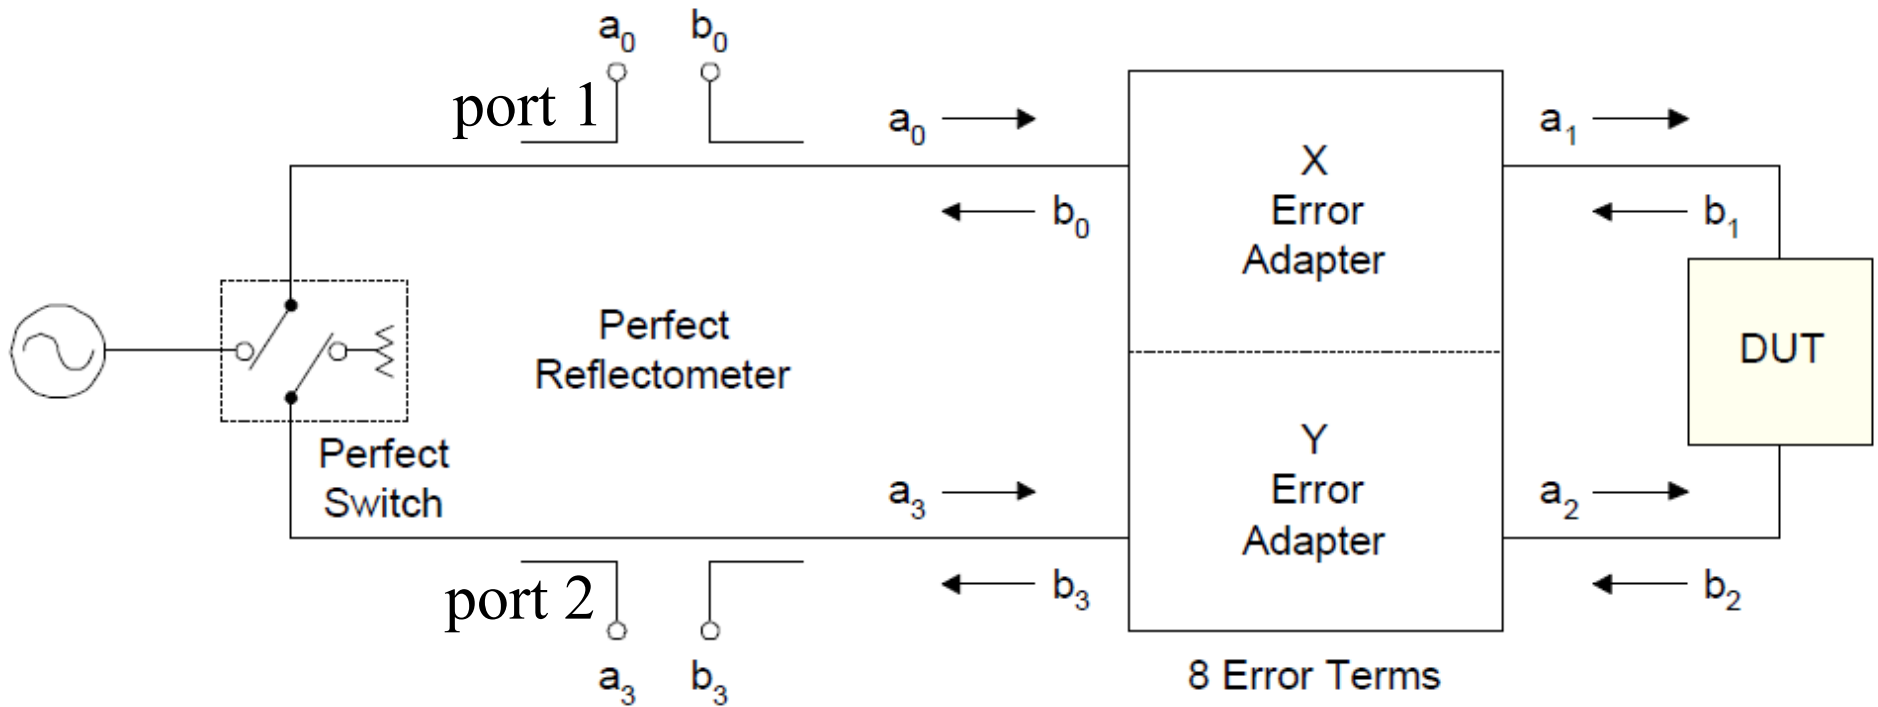 a0 b0
port 1
a0
b0
X
Error
Adapter
a1
b1
DUT
Perfect
Reflectometer
Perfect
Switch
a3
b3
Y
Error
Adapter
a2
b2
port 2
a3 b3
8 Error Terms